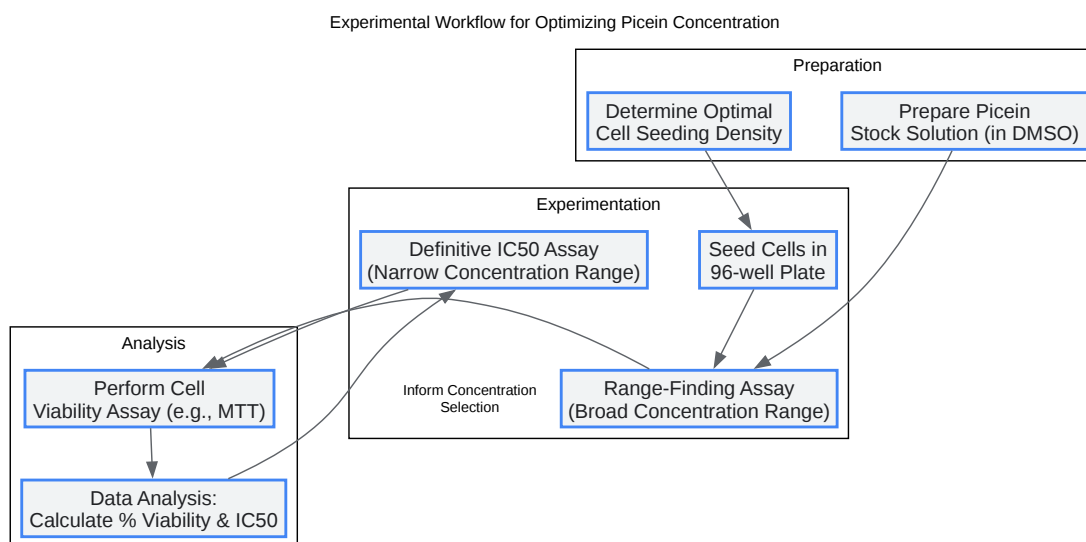 Experimental Workflow for Optimizing Picein Concentration
Preparation
Determine Optimal
Cell Seeding Density
Prepare Picein
Stock Solution (in DMSO)
Experimentation
Definitive IC50 Assay
(Narrow Concentration Range)
Seed Cells in
96-well Plate
Analysis
Perform Cell
Viability Assay (e.g., MTT)
Inform Concentration
Selection
Range-Finding Assay
(Broad Concentration Range)
Data Analysis:
Calculate % Viability & IC50